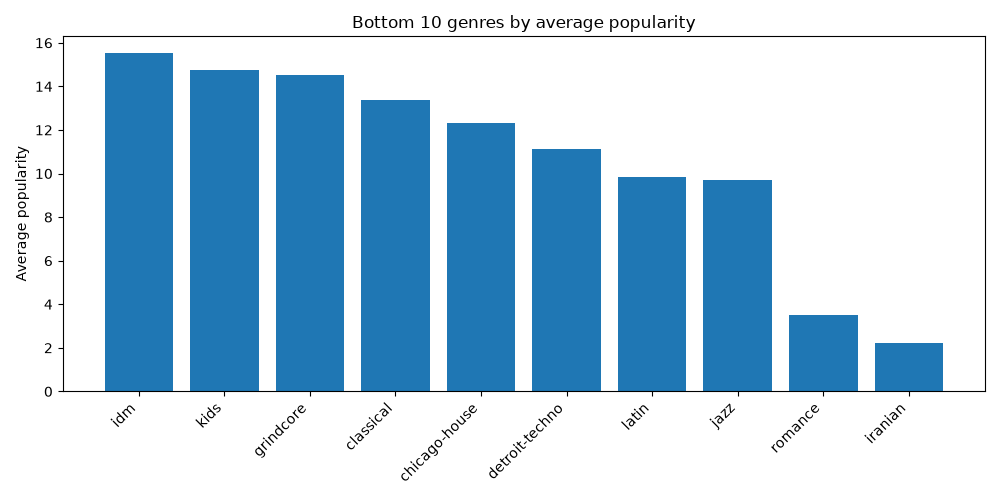 Bottom 10 genres by average popularity
Average popularity
16
14
12
10
8
6
4
2
0
idm
kids
grindcore
classical
chicago-house
detroit-techno
latin
jazz
romance
iranian